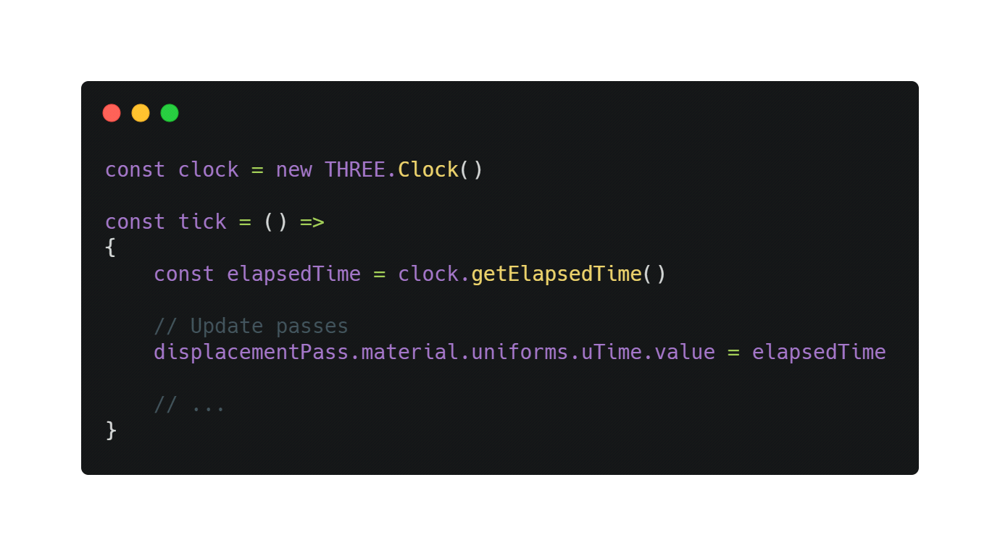 const clock = new THREE.Clock()

const tick = () =>
{
    const elapsedTime = clock.getElapsedTime()

    // Update passes
    displacementPass.material.uniforms.uTime.value = elapsedTime

    // ...
}